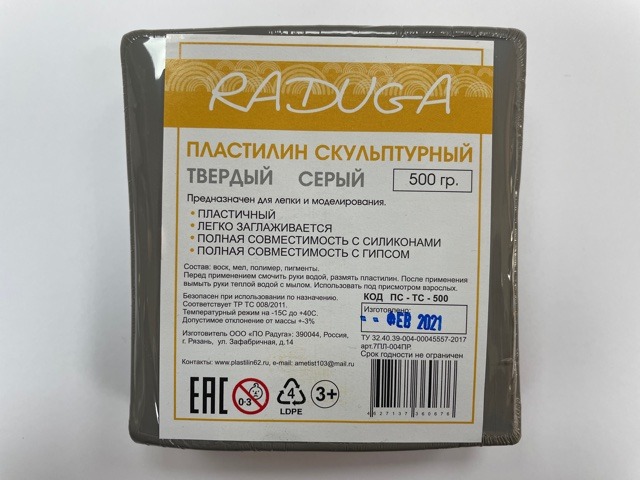 RADUGA
ПЛАСТИЛИН СКУЛЬПТУРНЫЙ
ТВЕРДЫЙ СЕРЫЙ 500 гр.
Предназначен для лепки и моделирования.
• ПЛАСТИЧНЫЙ
• ЛЕГКО ЗАГЛАЖИВАЕТСЯ
• ПОЛНАЯ СОВМЕСТИМОСТЬ С СИЛИКОНАМИ
• ПОЛНАЯ СОВМЕСТИМОСТЬ С ГИПСОМ
Состав: воск, мел, полимер, пигменты.
Перед применением смочить руки водой, размять пластилин. После применения
вымыть руки теплой водой с мылом. Использовать под присмотром взрослых.
Безопасен при использовании по назначению.
Соответствует ТР ТС 008/2011.
Температурный режим на -15С до +40С.
Допустимое отклонение от массы +-3%
Изготовитель ООО «ПО Радуга»: 390044, Россия,
г. Рязань, ул. Забафричная, д.14
Контакты: www.plastilin62.ru, e-mail: ametist103@mail.ru
КОД ПС - ТС - 500
Изготовлено:
ФЕВ 2021
ТУ 32.40.39-004-00045557-2017
арт.7ПЛ-004ПР.
Срок годности не ограничен
EAC
0-3
4
LDPE
3+
4627137360976